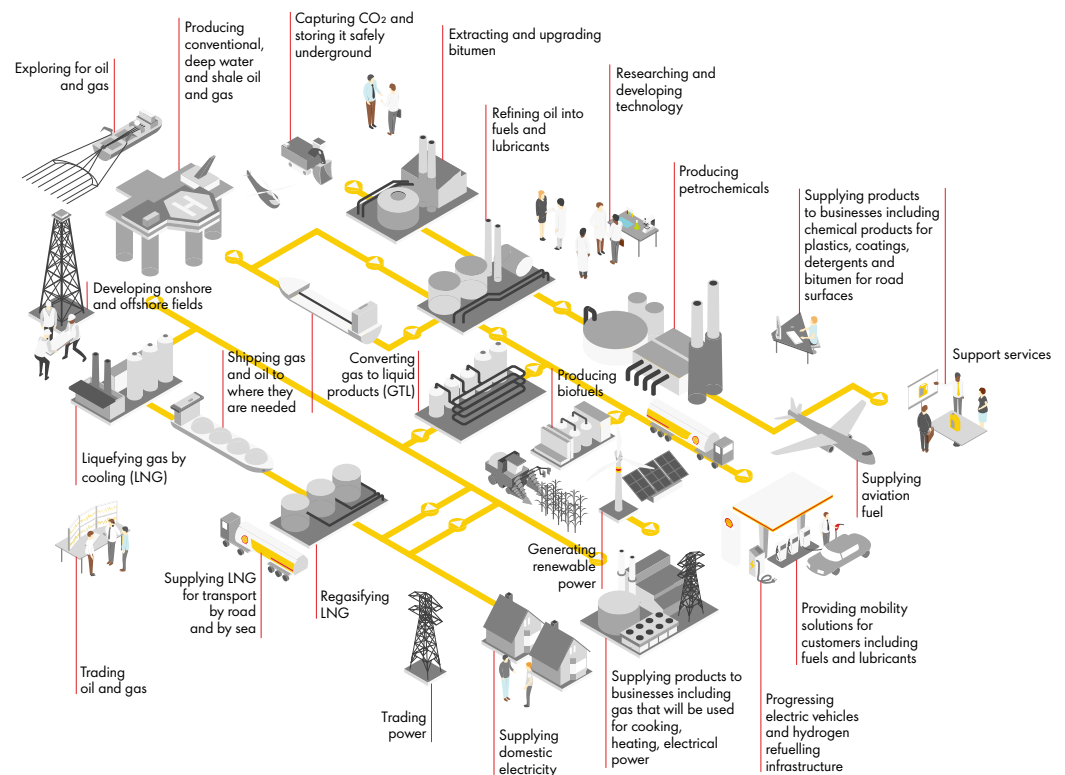 Exploring for oil
and gas
Producing
conventional,
deep water
and shale oil
and gas
Capturing CO2 and
storing it safely
underground
Extracting and upgrading
bitumen
Refining oil into
fuels and
lubricants
Researching and
developing
technology
Producing
petrochemicals
Supplying products
to businesses including
chemical products for
plastics, coatings,
detergents and
bitumen for road
surfaces
Support services
H
Developing onshore
and offshore fields
Shipping gas
and oil to
where they
are needed
Converting
gas to liquid
products (GTL)
Producing
biofuels
Liquefying gas by
cooling (LNG)
Supplying
aviation
fuel
Generating
renewable
power
Supplying LNG
for transport
by road
and by sea
Regasifying
LNG
Providing mobility
solutions for
customers including
fuels and lubricants
Trading
oil and gas
Trading
power
Supplying
domestic
electricity
Supplying products to
businesses including
gas that will be used
for cooking,
heating, electrical
power
Progressing
electric vehicles
and hydrogen
refuelling
infrastructure